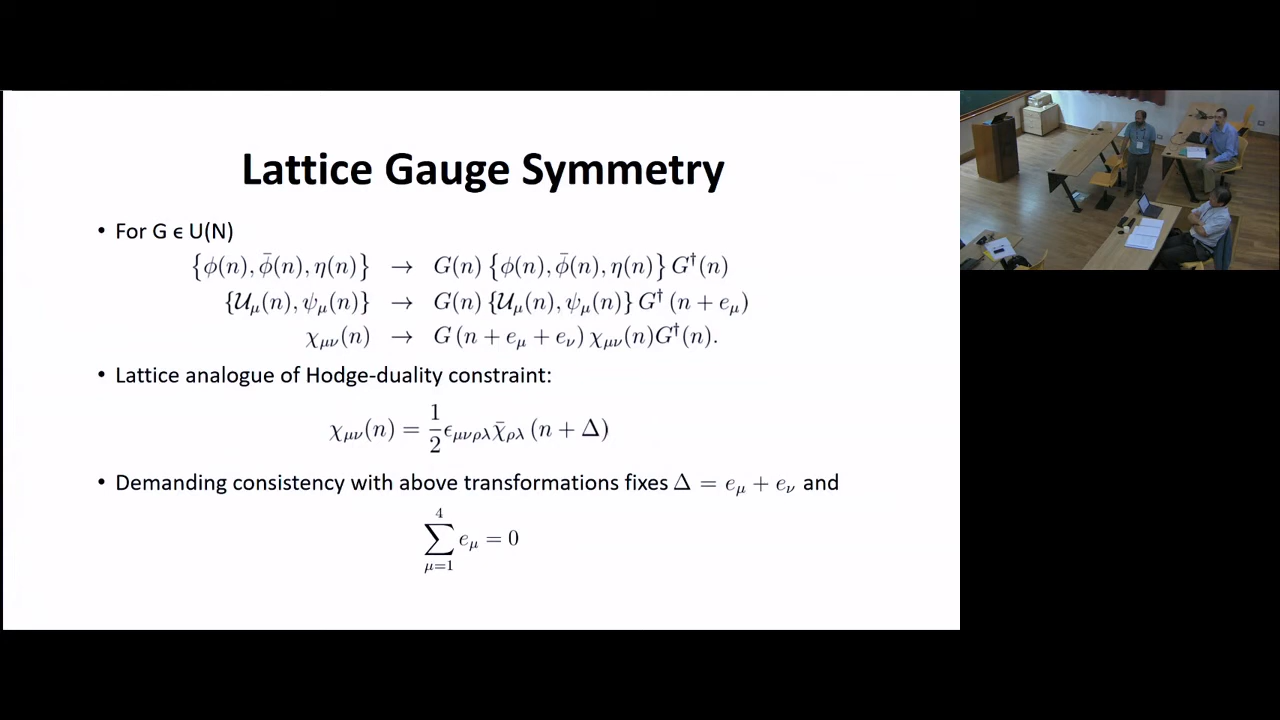 Lattice Gauge Symmetry
• For G ϵ U(N)
{ϕ(n), ϕ̄(n), η(n)} → G(n) {ϕ(n), ϕ̄(n), η(n)} G†(n)
{𝒰_μ(n), ψ_μ(n)} → G(n) {𝒰_μ(n), ψ_μ(n)} G† (n + e_μ)
χ_μν(n) → G (n + e_μ + e_ν) χ_μν(n)G†(n).
• Lattice analogue of Hodge-duality constraint:
χ_μν(n) = 1/2 ϵ_μνρλ χ̄_ρλ (n + Δ)
• Demanding consistency with above transformations fixes Δ = e_μ + e_ν and
∑_{μ=1}^{4} e_μ = 0